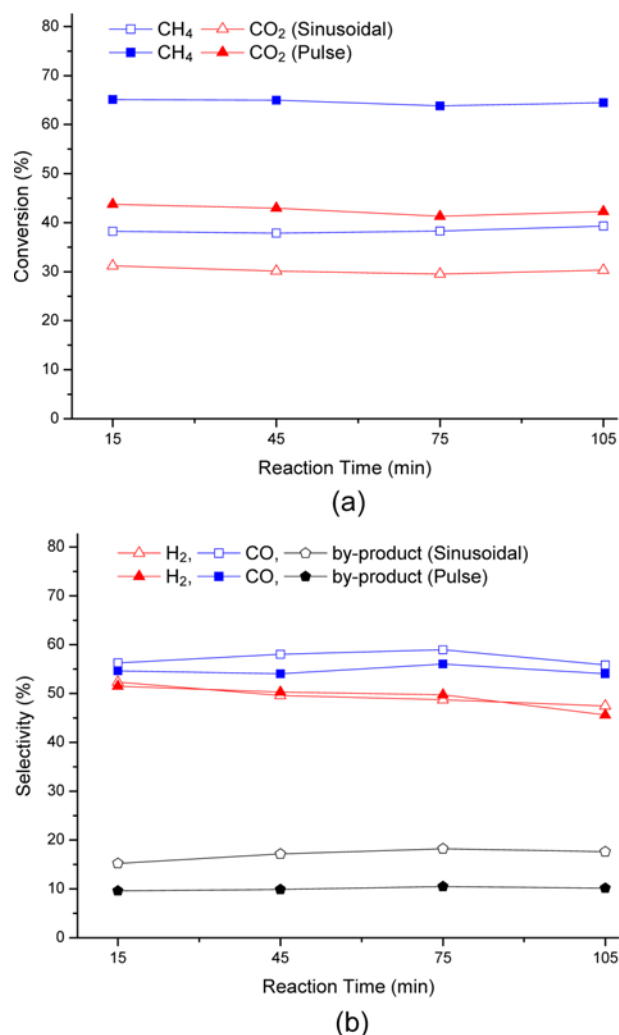 CH₄ CO₂ (Sinusoidal)
CH₄ CO₂ (Pulse)
80
70
60
50
40
30
20
10
0
Conversion (%)
15 45 75 105
Reaction Time (min)
(a)
H₂, CO, by-product (Sinusoidal)
H₂, CO, by-product (Pulse)
80
70
60
50
40
30
20
10
0
Selectivity (%)
15 45 75 105
Reaction Time (min)
(b)